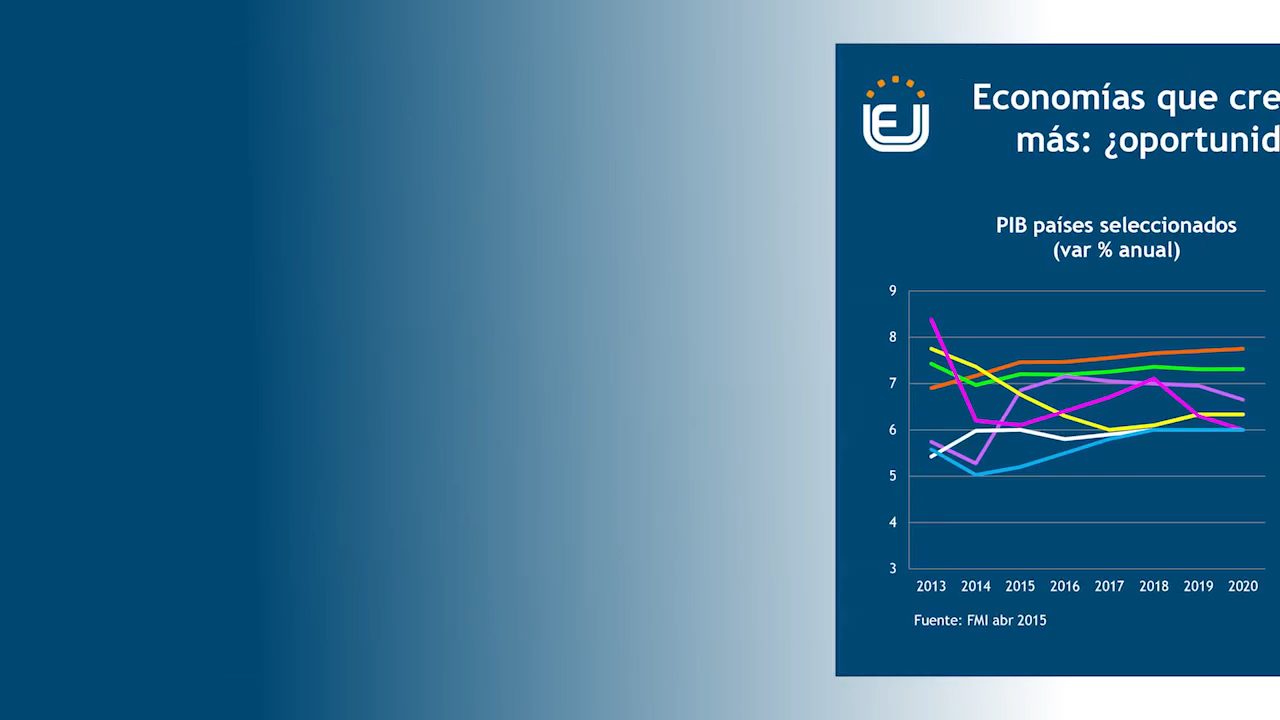 Economías que cre
más: ¿oportunid
PIB países seleccionados
(var % anual)
9
8
7
6
5
4
3
2013 2014 2015 2016 2017 2018 2019 2020
Fuente: FMI abr 2015